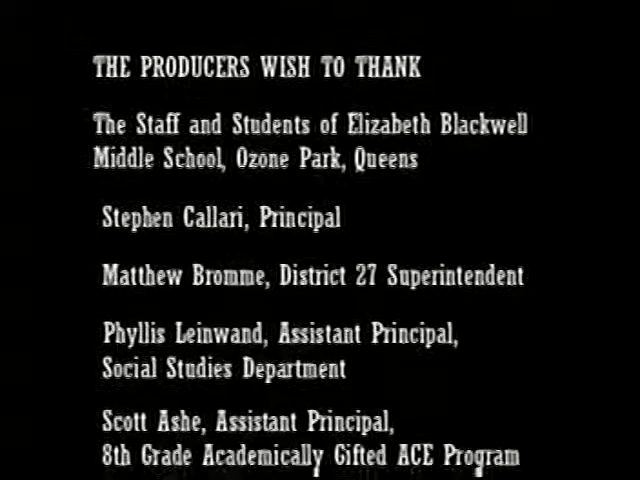 THE PRODUCERS WISH TO THANK
The Staff and Students of Elizabeth Blackwell
Middle School, Ozone Park, Queens
Stephen Callari, Principal
Matthew Bromme, District 27 Superintendent
Phyllis Leinwand, Assistant Principal,
Social Studies Department
Scott Ashe, Assistant Principal,
8th Grade Academically Gifted ACE Program